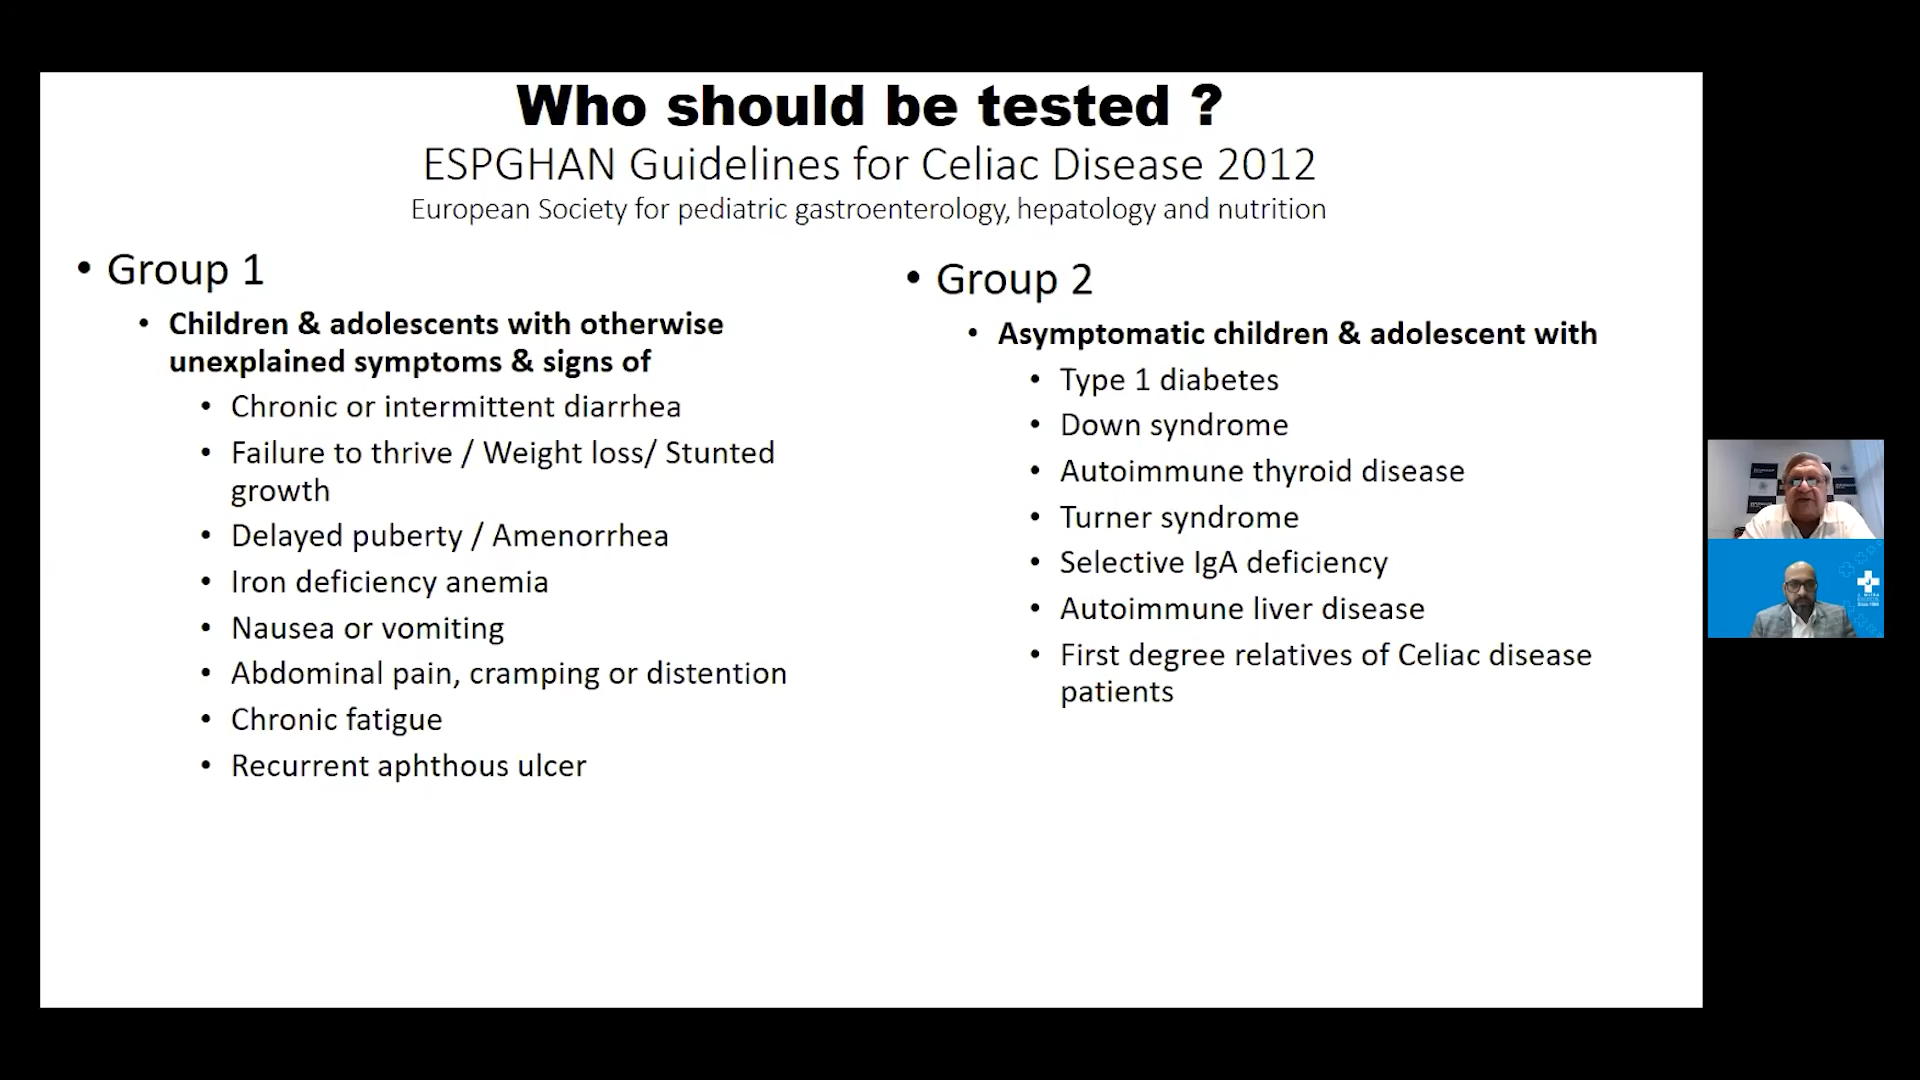 Who should be tested ?
ESPGHAN Guidelines for Celiac Disease 2012
European Society for pediatric gastroenterology, hepatology and nutrition
• Group 1
• Children & adolescents with otherwise
unexplained symptoms & signs of
• Chronic or intermittent diarrhea
• Failure to thrive / Weight loss/ Stunted
growth
• Delayed puberty / Amenorrhea
• Iron deficiency anemia
• Nausea or vomiting
• Abdominal pain, cramping or distention
• Chronic fatigue
• Recurrent aphthous ulcer
• Group 2
• Asymptomatic children & adolescent with
• Type 1 diabetes
• Down syndrome
• Autoimmune thyroid disease
• Turner syndrome
• Selective IgA deficiency
• Autoimmune liver disease
• First degree relatives of Celiac disease
patients